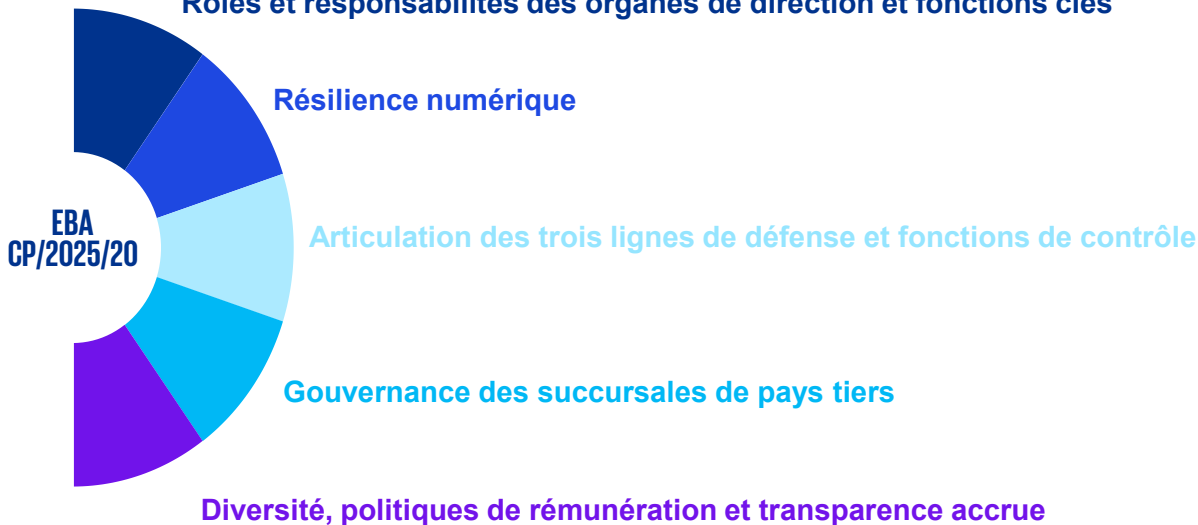 Rôles et responsabilités des organes de direction et fonctions clés
Résilience numérique
EBA
CP/2025/20
Articulation des trois lignes de défense et fonctions de contrôle
Gouvernance des succursales de pays tiers
Diversité, politiques de rémunération et transparence accrue